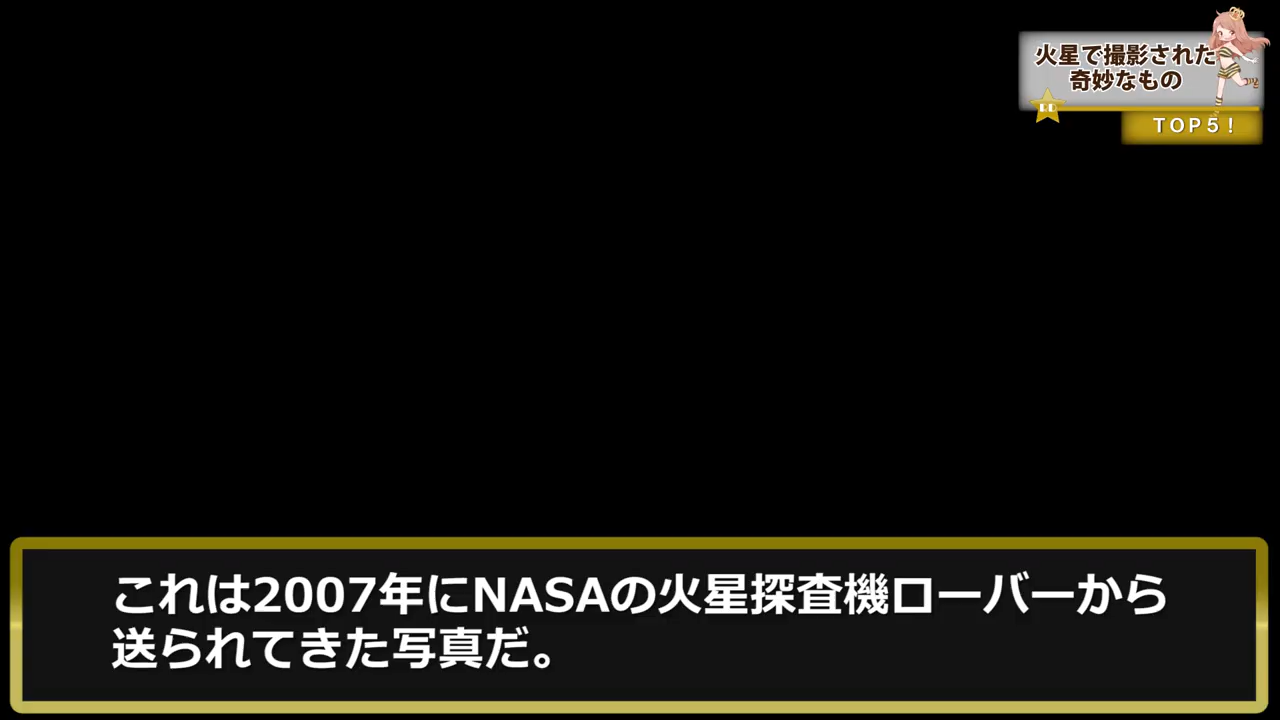 火星で撮影された
奇妙なもの
RD
TOP5!
これは2007年にNASAの火星探査機ローバーから
送られてきた写真だ。